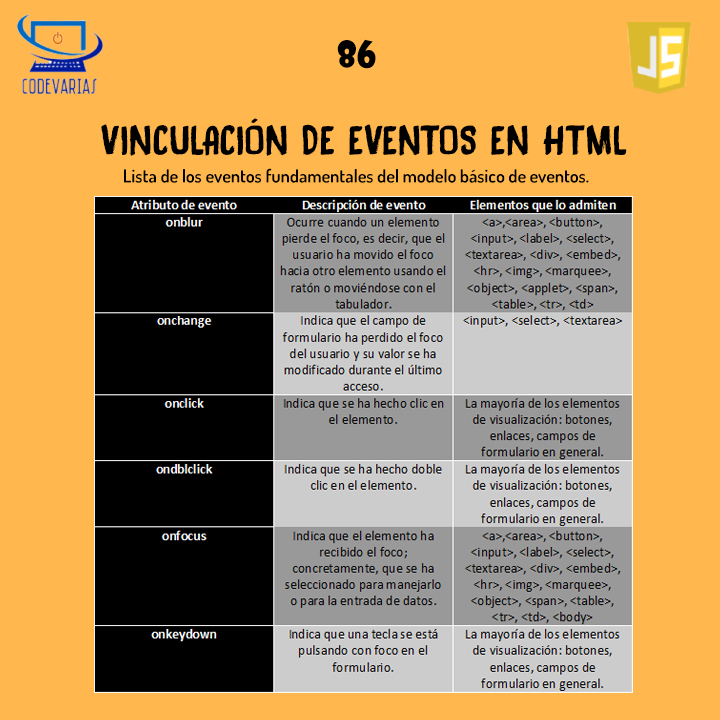 CODEVARIAS
86
JS
VINCULACIÓN DE EVENTOS EN HTML
Lista de los eventos fundamentales del modelo básico de eventos.
Atributo de evento
Descripción de evento
Elementos que lo admiten
onblur
Ocurre cuando un elemento
pierde el foco, es decir, que el
usuario ha movido el foco
hacia otro elemento usando el
ratón o moviéndose con el
tabulador.
<a>,<area>, <button>,
<input>, <label>, <select>,
<textarea>, <div>, <embed>,
<hr>, <img>, <marquee>,
<object>, <applet>, <span>,
<table>, <tr>, <td>
onchange
Indica que el campo de
formulario ha perdido el foco
del usuario y su valor se ha
modificado durante el último
acceso.
<input>, <select>, <textarea>
onclick
Indica que se ha hecho clic en
el elemento.
La mayoría de los elementos
de visualización: botones,
enlaces, campos de
formulario en general.
ondblclick
Indica que se ha hecho doble
clic en el elemento.
La mayoría de los elementos
de visualización: botones,
enlaces, campos de
formulario en general.
onfocus
Indica que el elemento ha
recibido el foco;
concretamente, que se ha
seleccionado para manejarlo
o para la entrada de datos.
<a>,<area>, <button>,
<input>, <label>, <select>,
<textarea>, <div>, <embed>,
<hr>, <img>, <marquee>,
<object>, <span>, <table>,
<tr>, <td>, <body>
onkeydown
Indica que una tecla se está
pulsando con foco en el
formulario.
La mayoría de los elementos
de visualización: botones,
enlaces, campos de
formulario en general.